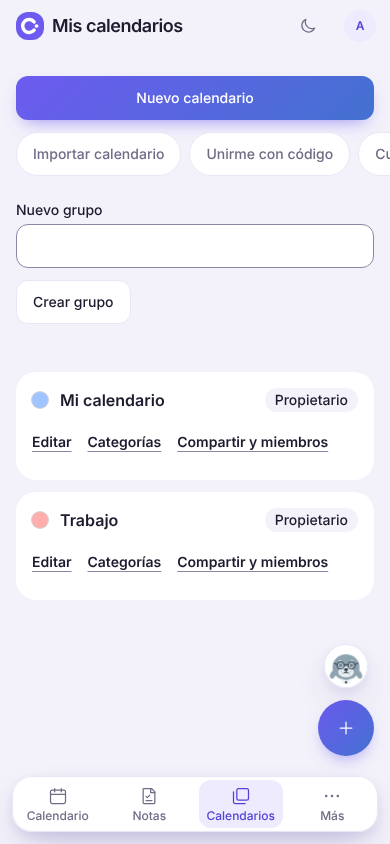 Mis calendarios
A
Nuevo calendario
Importar calendario
Unirme con código
Nuevo grupo
Crear grupo
Mi calendario
Propietario
Editar
Categorías
Compartir y miembros
Trabajo
Propietario
Editar
Categorías
Compartir y miembros
Calendario
Notas
Calendarios
Más